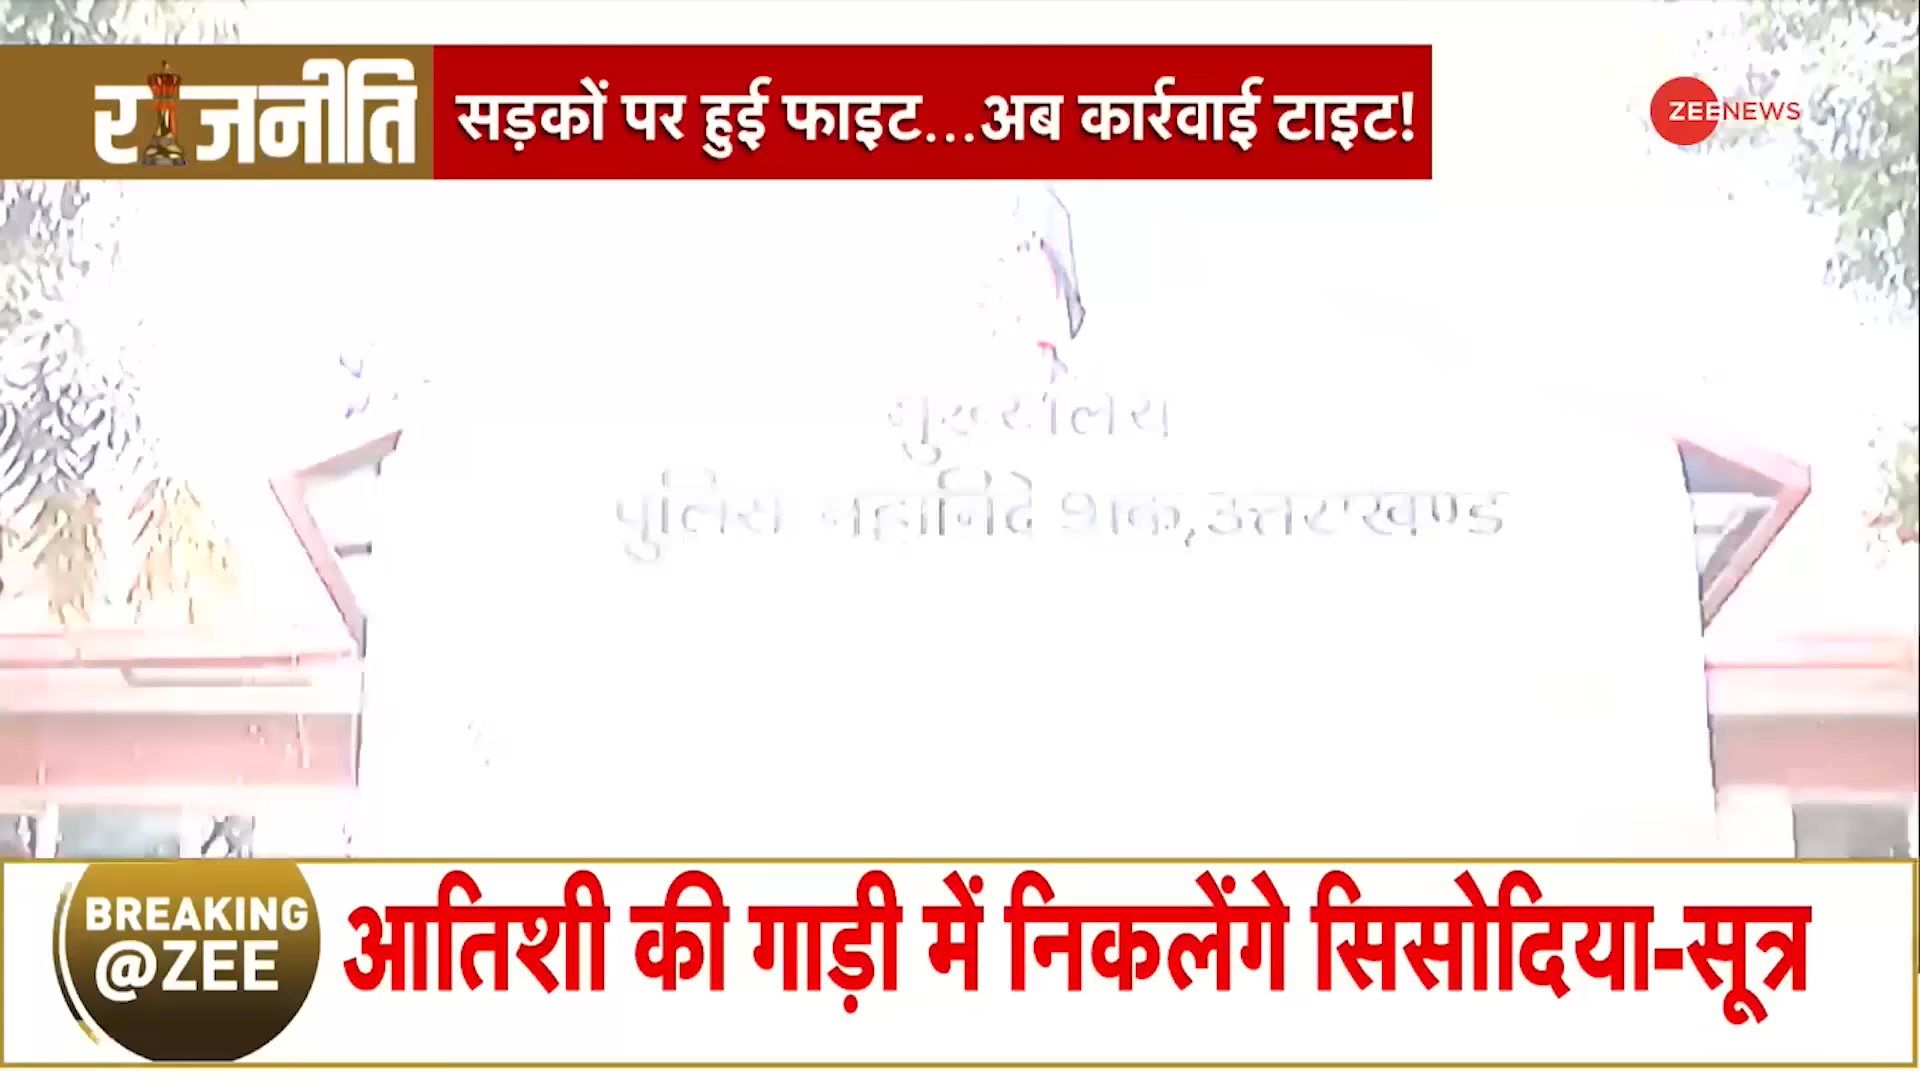 राजनीति
सड़कों पर हुई फाइट...अब कार्रवाई टाइट!
ZEENEWS
मुख्यालय
पुलिस महानिदेशक,उत्तराखण्ड
BREAKING
@ZEE
आतिशी की गाड़ी में निकलेंगे सिसोदिया-सूत्र